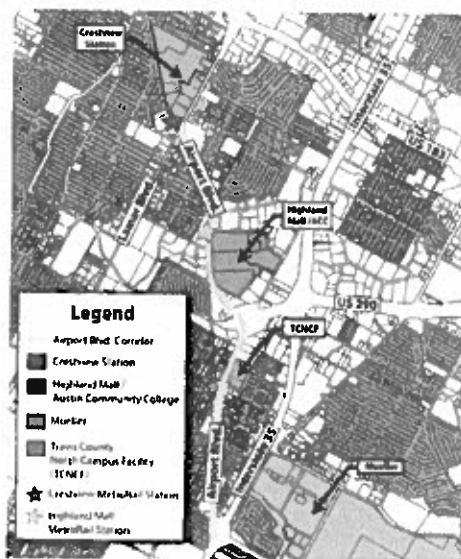 Crestview
Station
Interstate 35
US 183
Airport Blvd.
Lamar Blvd
Highland
Mall/ACC
US 290
TCNCF
Legend
Airport Blvd. Corridor
Crestview Station
Highland Mall/
Austin Community College
Mueller
Travis County
North Campus Facility
(TCNCF)
Crestview MetroRail Station
Highland Mall
MetroRail Station
Airport Blvd
Interstate 35
Mueller